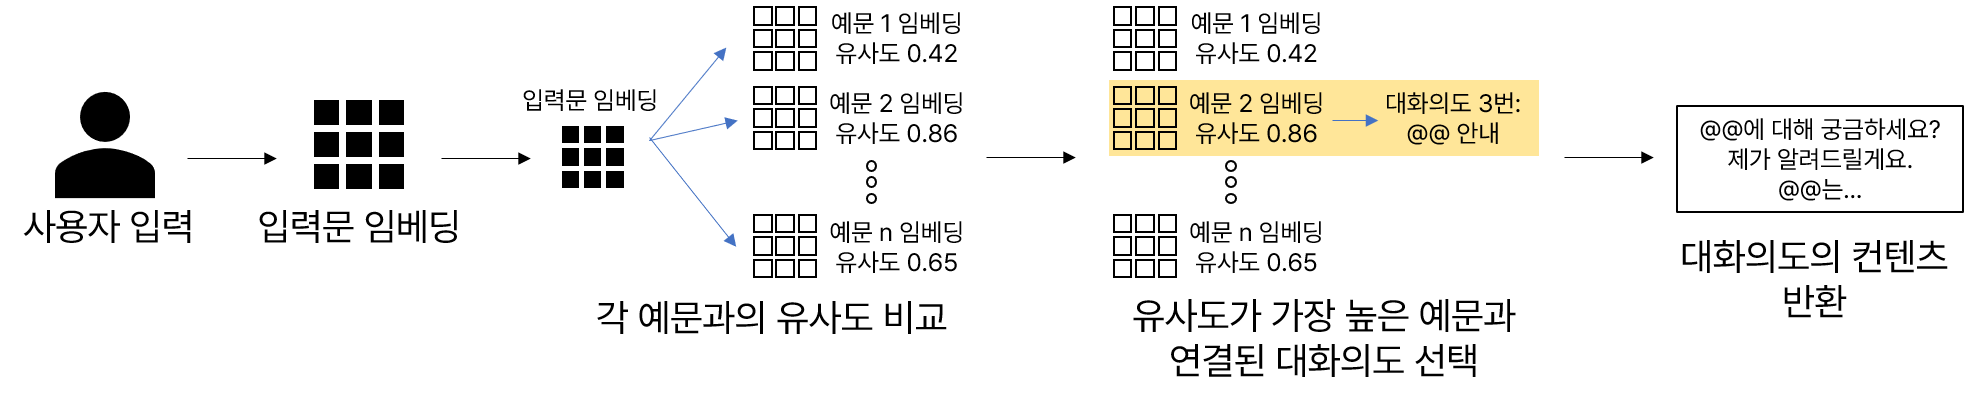 사용자 입력
입력문 임베딩
입력문 임베딩
예문 1 임베딩
유사도 0.42
예문 2 임베딩
유사도 0.86
예문 n 임베딩
유사도 0.65
각 예문과의 유사도 비교
예문 1 임베딩
유사도 0.42
예문 2 임베딩
유사도 0.86
대화의도 3번:
@@ 안내
예문 n 임베딩
유사도 0.65
유사도가 가장 높은 예문과
연결된 대화의도 선택
@@에 대해 궁금하세요?
제가 알려드릴게요.
@@는...
대화의도의 컨텐츠
반환